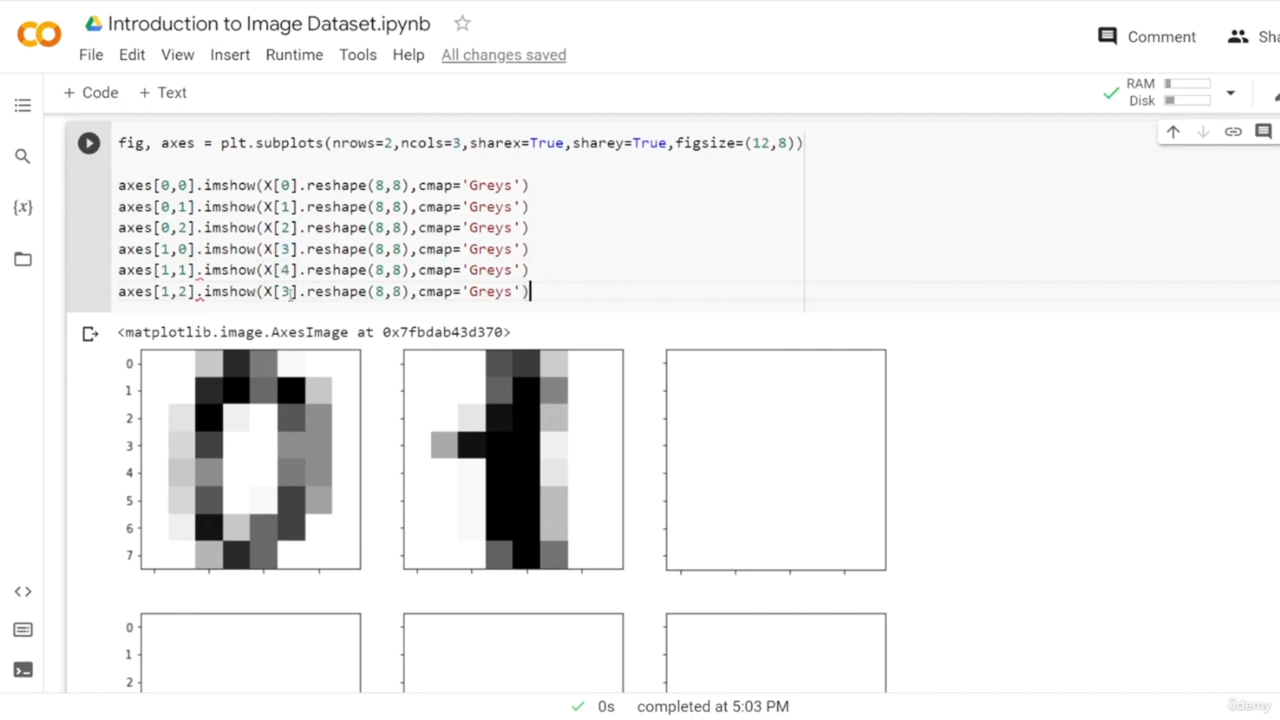 Introduction to Image Dataset.ipynb
File Edit View Insert Runtime Tools Help All changes saved
Comment
+ Code + Text
RAM
Disk
{x}
fig, axes = plt.subplots(nrows=2,ncols=3,sharex=True,sharey=True,figsize=(12,8))
axes[0,0].imshow(X[0].reshape(8,8),cmap='Greys')
axes[0,1].imshow(X[1].reshape(8,8),cmap='Greys')
axes[0,2].imshow(X[2].reshape(8,8),cmap='Greys')
axes[1,0].imshow(X[3].reshape(8,8),cmap='Greys')
axes[1,1].imshow(X[4].reshape(8,8),cmap='Greys')
axes[1,2].imshow(X[3].reshape(8,8),cmap='Greys')
<matplotlib.image.AxesImage at 0x7fbdab43d370>
0
1
2
3
4
5
6
7
0
1
2
0s completed at 5:03 PM
ûdemy